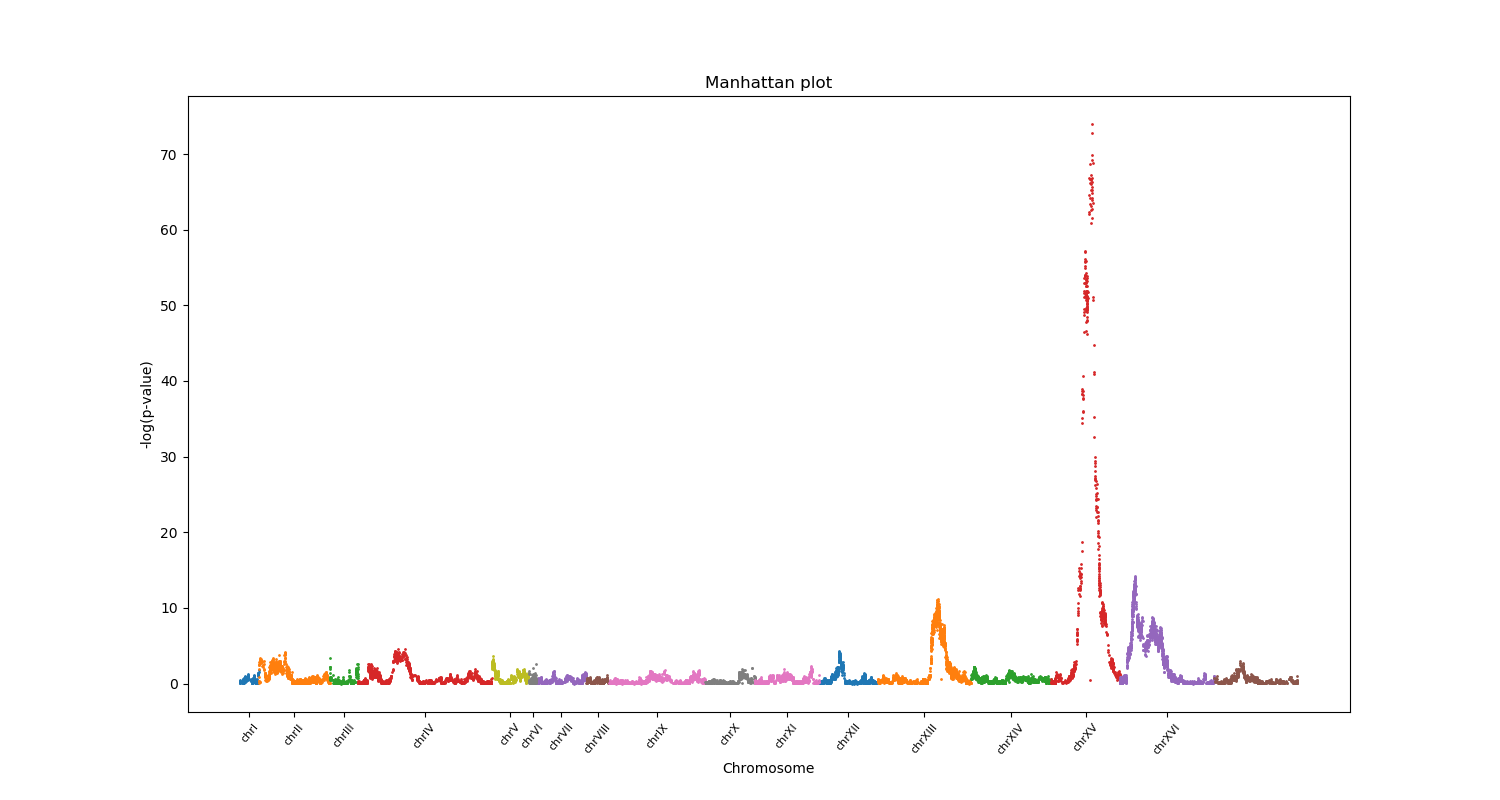 Manhattan plot
70
60
50
40
30
20
10
0
-log(p-value)
chrI
chrII
chrIII
chrIV
chrV
chrVI
chrVII
chrVIII
chrIX
chrX
chrXI
chrXII
chrXIII
chrXIV
chrXV
chrXVI
Chromosome